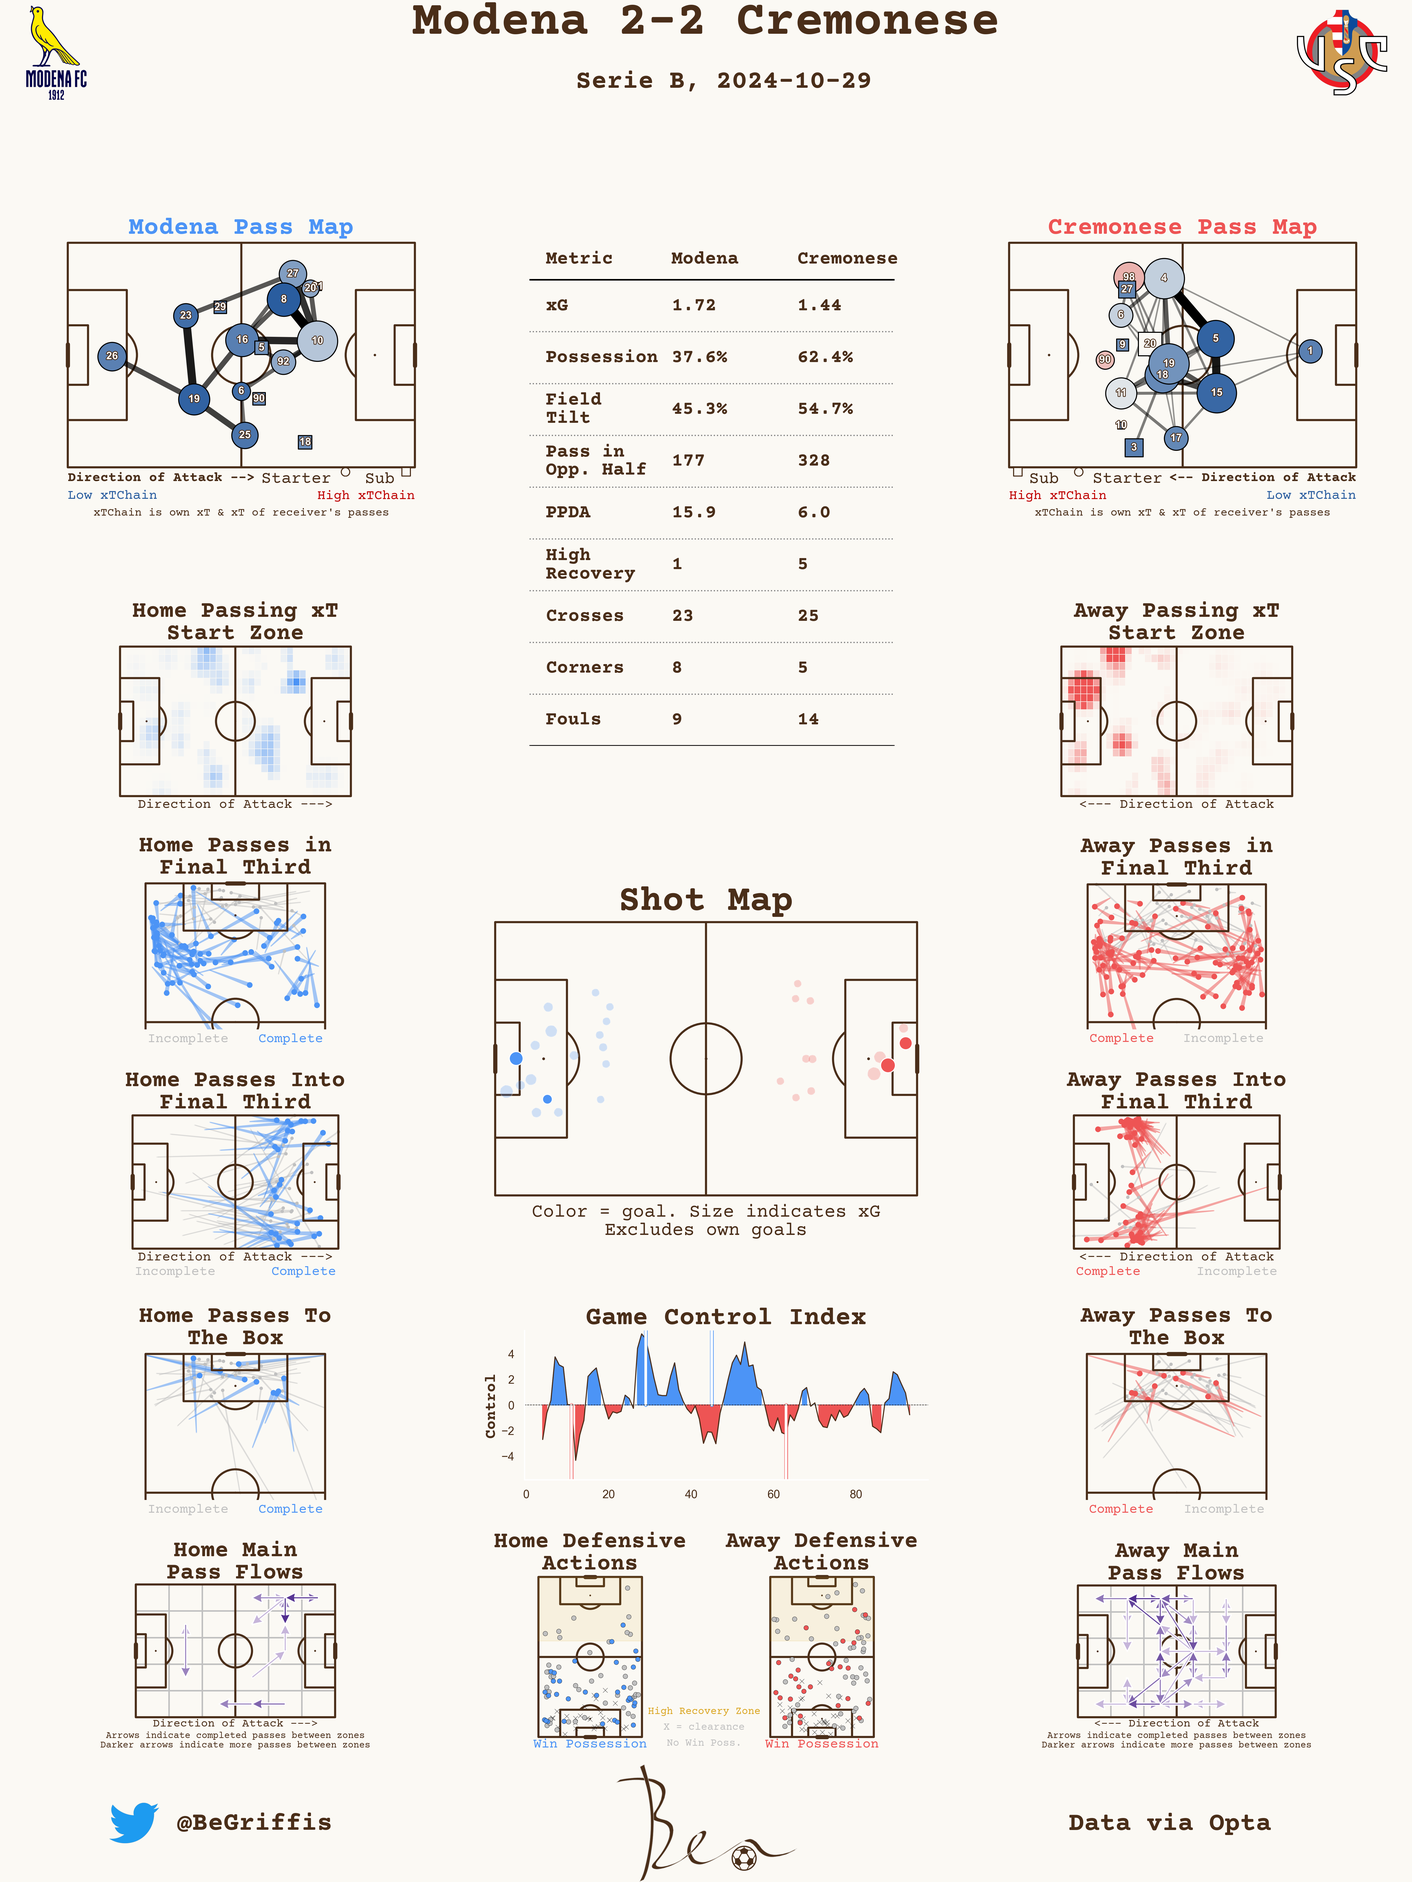 Modena 2-2 Cremonese
Serie B, 2024-10-29
MODENA FC
1912
USC
Modena Pass Map
27
20
1
8
29
23
16
5
10
26
92
6
90
19
25
18
Direction of Attack --> Starter Sub
Low xTChain High xTChain
xTChain is own xT & xT of receiver's passes
Metric Modena Cremonese
xG 1.72 1.44
Possession 37.6% 62.4%
Field
Tilt 45.3% 54.7%
Pass in
Opp. Half 177 328
PPDA 15.9 6.0
High
Recovery 1 5
Crosses 23 25
Corners 8 5
Fouls 9 14
Cremonese Pass Map
98
4
27
6
9
20
5
1
90
19
18
11
15
10
17
3
Sub Starter <-- Direction of Attack
High xTChain Low xTChain
xTChain is own xT & xT of receiver's passes
Home Passing xT
Start Zone
Direction of Attack --->
Away Passing xT
Start Zone
<--- Direction of Attack
Home Passes in
Final Third
Incomplete Complete
Away Passes in
Final Third
Complete Incomplete
Shot Map
Color = goal. Size indicates xG
Excludes own goals
Home Passes Into
Final Third
Direction of Attack --->
Incomplete Complete
Away Passes Into
Final Third
<--- Direction of Attack
Complete Incomplete
Home Passes To
The Box
Incomplete Complete
Game Control Index
Control
4
2
0
−2
−4
0 20 40 60 80
Away Passes To
The Box
Complete Incomplete
Home Main
Pass Flows
Direction of Attack --->
Arrows indicate completed passes between zones
Darker arrows indicate more passes between zones
Home Defensive
Actions
Win Possession
Away Defensive
Actions
Win Possession
High Recovery Zone
X = clearance
No Win Poss.
Away Main
Pass Flows
<--- Direction of Attack
Arrows indicate completed passes between zones
Darker arrows indicate more passes between zones
@BeGriffis
Ben
Data via Opta